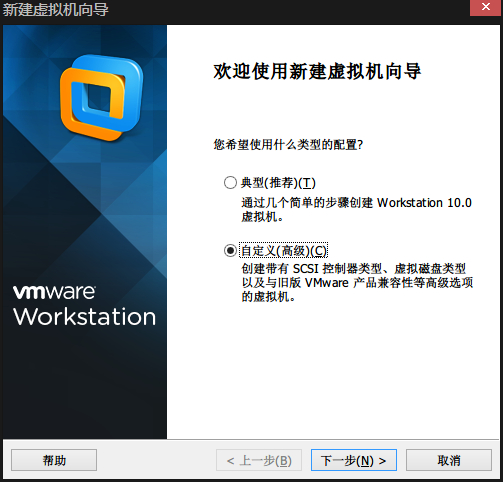 新建虚拟机向导
欢迎使用新建虚拟机向导
您希望使用什么类型的配置?
典型(推荐)(T)
通过几个简单的步骤创建 Workstation 10.0
虚拟机。
自定义(高级)(C)
创建带有 SCSI 控制器类型、虚拟磁盘类型
以及与旧版 VMware 产品兼容性等高级选项
的虚拟机。
vmware
Workstation
帮助
< 上一步(B)
下一步(N) >
取消